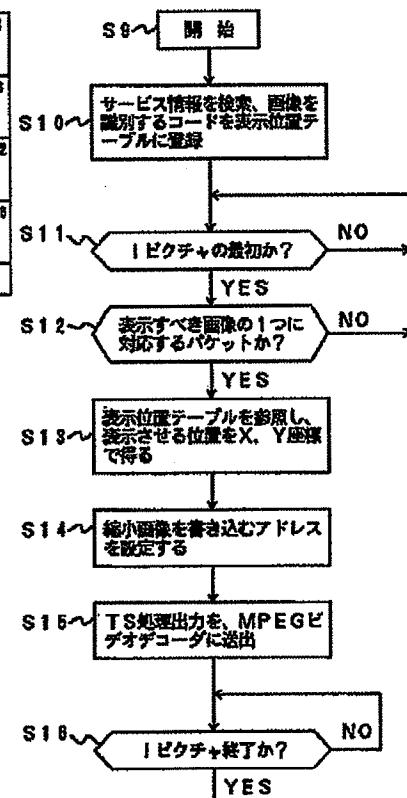 S9
開 始
S10
サービス情報を検索、画像を
識別するコードを表示位置テ
ーブルに登録
S11
Iピクチャの最初か?
NO
YES
S12
表示すべき画像の1つに
対応するパケットか?
NO
YES
S13
表示位置テーブルを参照し、
表示させる位置をX,Y座標
で得る
S14
縮小画像を書き込むアドレス
を設定する
S15
TS処理出力を、MPEGビ
デオデコーダに送出
S16
Iピクチャ終了か?
NO
YES